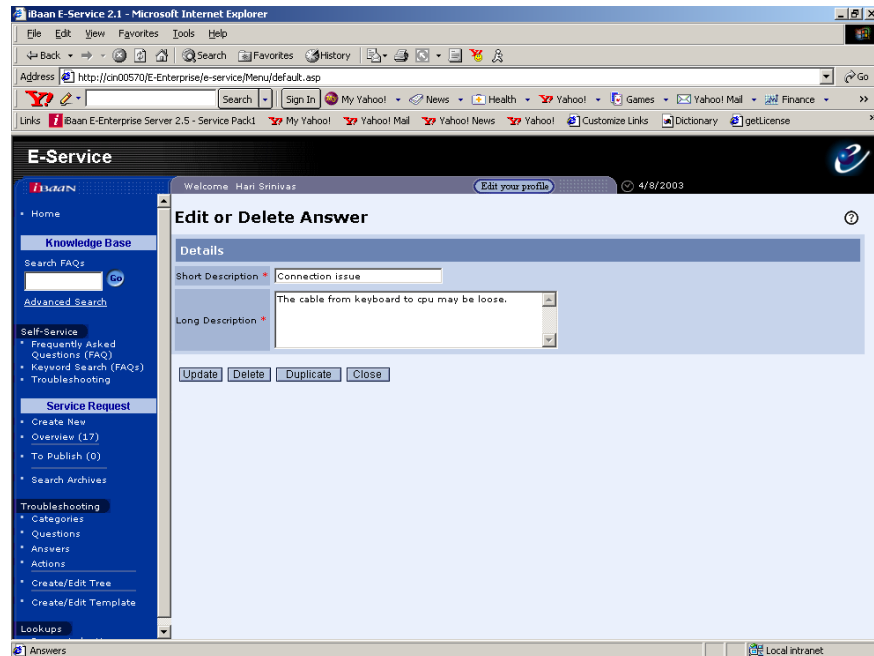 iBaan E-Service 2.1 - Microsoft Internet Explorer
File Edit View Favorites Tools Help
Back Search Favorites History
Address http://cin00570/E-Enterprise/e-service/Menu/default.asp Go
Y! Search Sign In My Yahoo! News Health Yahoo! Games Yahoo! Mail Finance »
Links iBaan E-Enterprise Server 2.5 - Service Pack1 My Yahoo! Yahoo! Mail Yahoo! News Yahoo! Customize Links Dictionary getLicense »
E-Service
iBaan Welcome Hari Srinivas Edit your profile 4/8/2003
Home
Edit or Delete Answer ?
Knowledge Base
Search FAQs
Go
Advanced Search
Self-Service
Frequently Asked
Questions (FAQ)
Keyword Search (FAQs)
Troubleshooting
Service Request
Create New
Overview (17)
To Publish (0)
Search Archives
Troubleshooting
Categories
Questions
Answers
Actions
Create/Edit Tree
Create/Edit Template
Lookups
Details
Short Description * Connection issue
Long Description * The cable from keyboard to cpu may be loose.
Update Delete Duplicate Close
Answers Local intranet